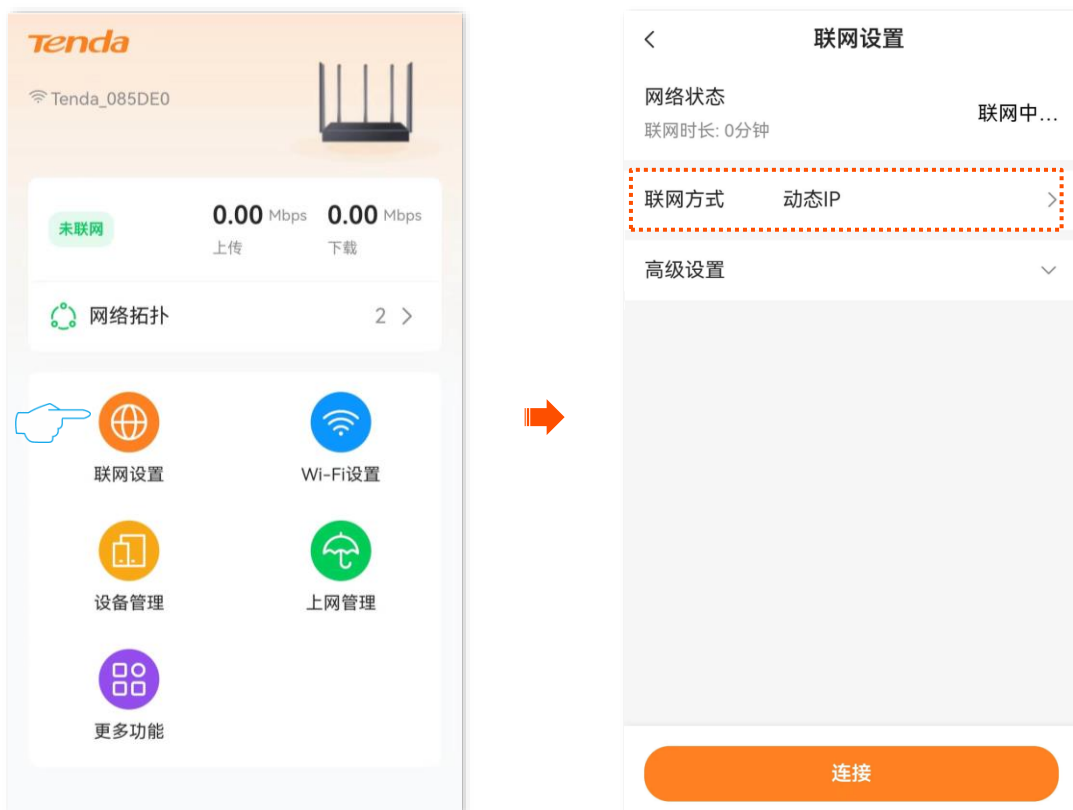 Tenda
Tenda_085DE0
未联网
0.00 Mbps
上传
0.00 Mbps
下载
网络拓扑
2
联网设置
Wi-Fi设置
设备管理
上网管理
更多功能
联网设置
网络状态
联网时长: 0分钟
联网中...
联网方式 动态IP
高级设置
连接